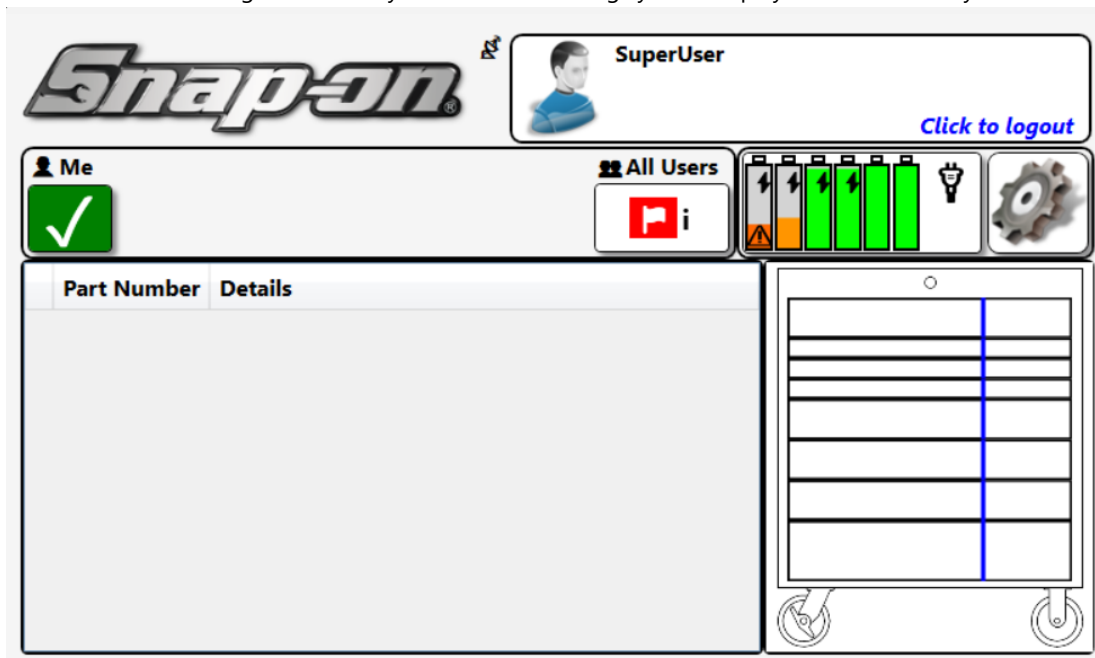 Snap-on®
SuperUser
Click to logout
Me
All Users
i
Part Number Details